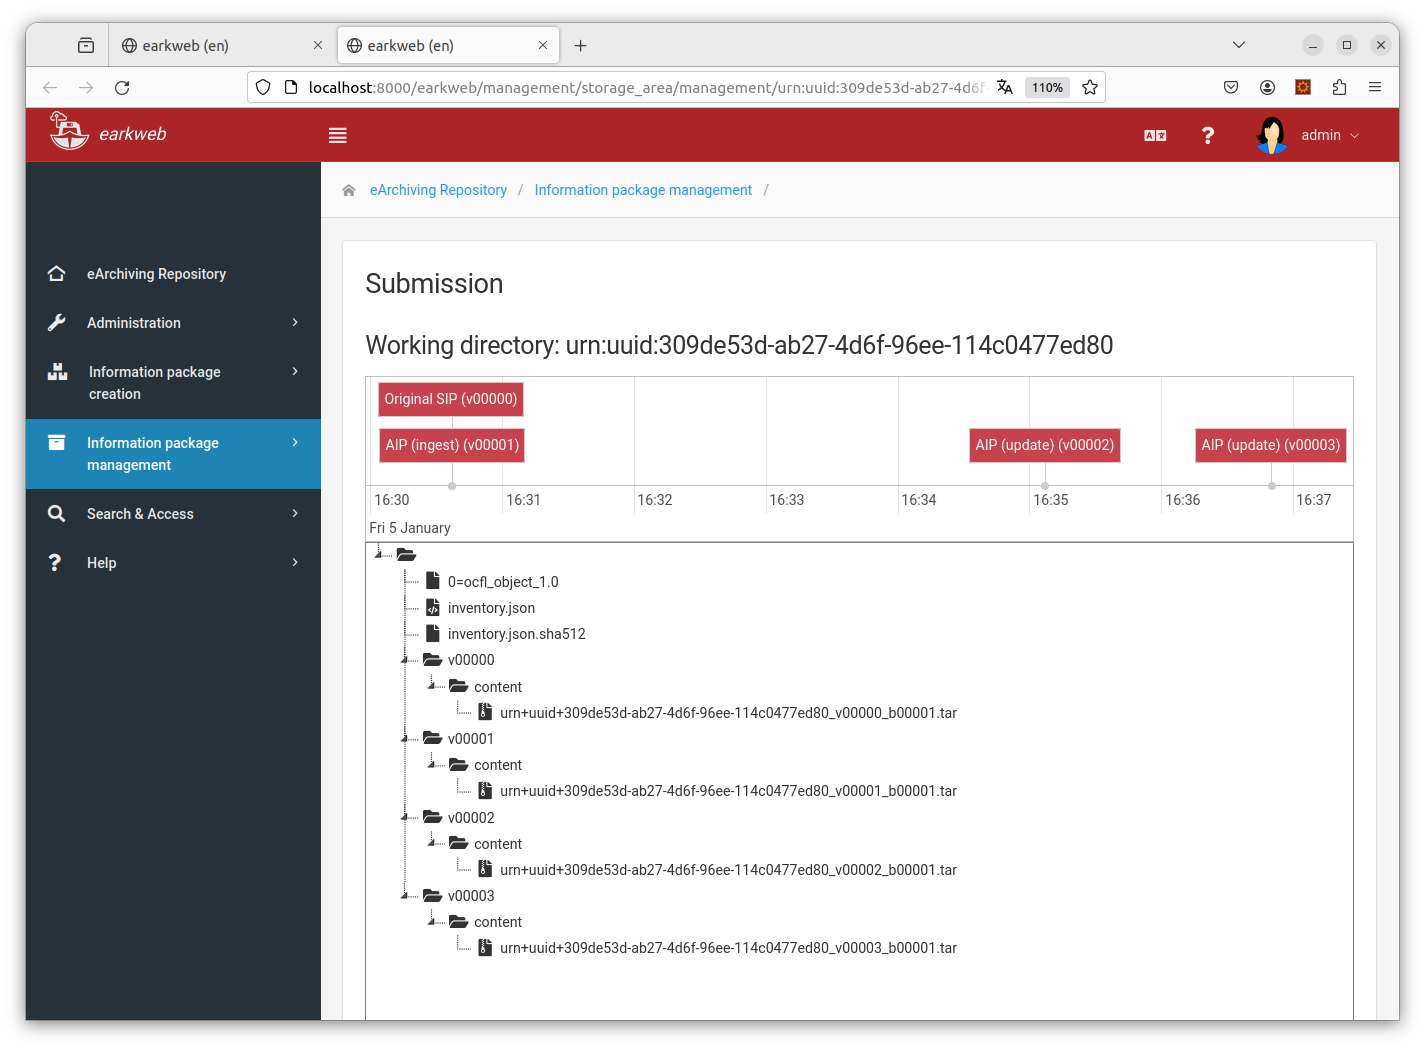 earkweb (en)
earkweb (en)
localhost:8000/earkweb/management/storage_area/management/urn:uuid:309de53d-ab27-4d6f-
110%
earkweb
admin
eArchiving Repository / Information package management /
eArchiving Repository
Administration
Information package
creation
Information package
management
Search & Access
Help
Submission
Working directory: urn:uuid:309de53d-ab27-4d6f-96ee-114c0477ed80
Original SIP (v00000)
AIP (ingest) (v00001)
AIP (update) (v00002)
AIP (update) (v00003)
16:30
16:31
16:32
16:33
16:34
16:35
16:36
16:37
Fri 5 January
0=ocfl_object_1.0
inventory.json
inventory.json.sha512
v00000
content
urn+uuid+309de53d-ab27-4d6f-96ee-114c0477ed80_v00000_b00001.tar
v00001
content
urn+uuid+309de53d-ab27-4d6f-96ee-114c0477ed80_v00001_b00001.tar
v00002
content
urn+uuid+309de53d-ab27-4d6f-96ee-114c0477ed80_v00002_b00001.tar
v00003
content
urn+uuid+309de53d-ab27-4d6f-96ee-114c0477ed80_v00003_b00001.tar